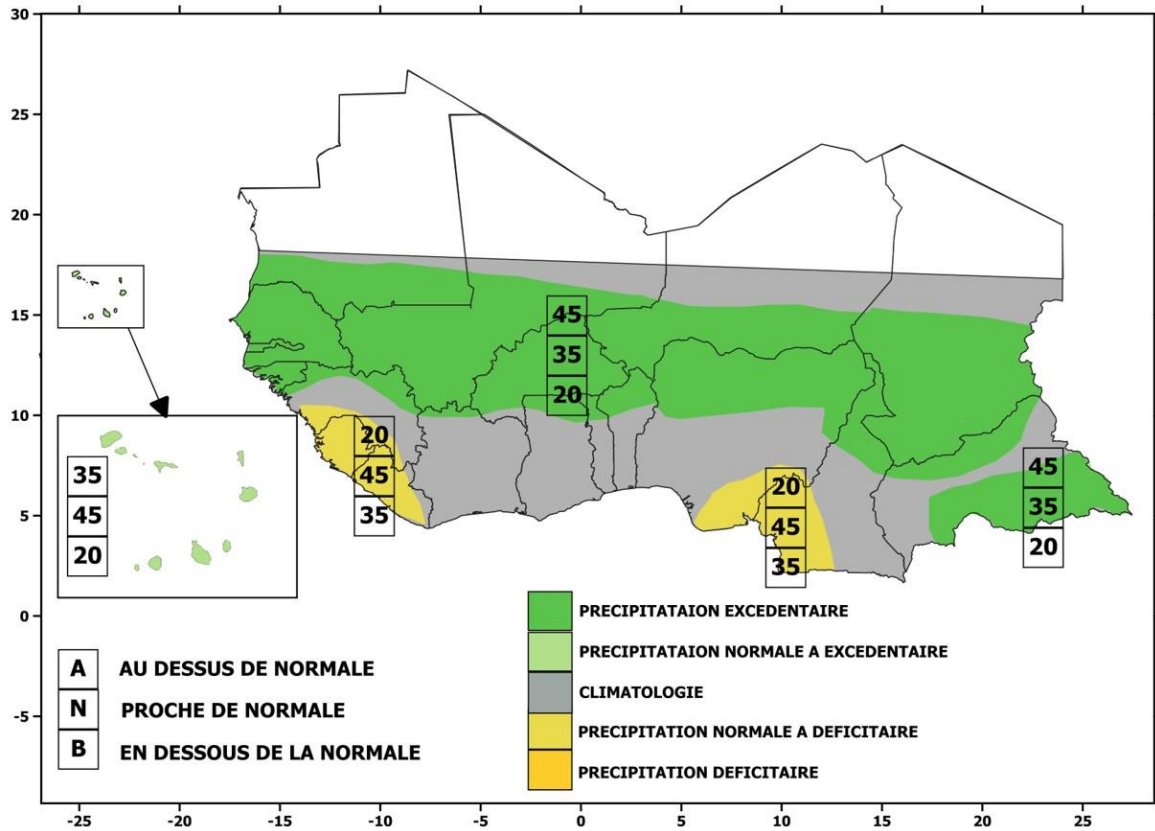 30
25
20
15
10
5
0
-5
45
35
20
20
45
35
20
45
35
45
35
20
35
45
20
A AU DESSUS DE NORMALE
N PROCHE DE NORMALE
B EN DESSOUS DE LA NORMALE
PRECIPITATAION EXCEDENTAIRE
PRECIPITATAION NORMALE A EXCEDENTAIRE
CLIMATOLOGIE
PRECIPITATION NORMALE A DEFICITAIRE
PRECIPITATION DEFICITAIRE
-25 -20 -15 -10 -5 0 5 10 15 20 25